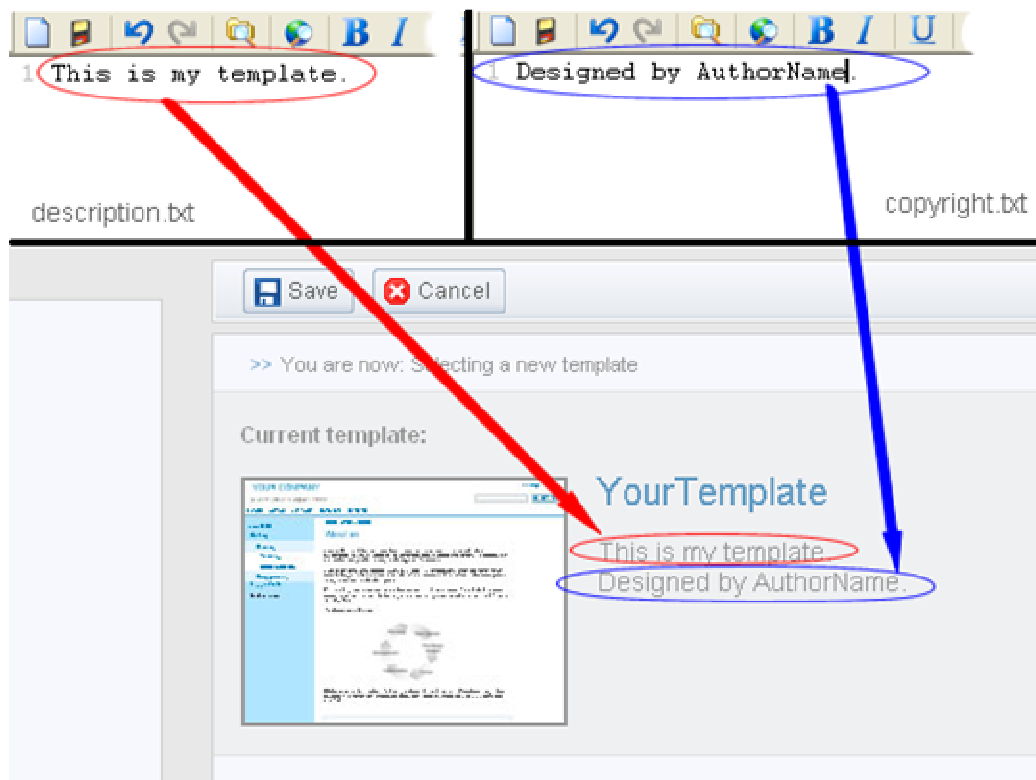 B I
1 This is my template.
description.txt
B I U
1 Designed by AuthorName.
copyright.txt
Save Cancel
>> You are now: Selecting a new template
Current template:
YOUR COMPANY
About us
YourTemplate
This is my template.
Designed by AuthorName.